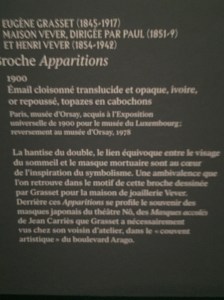 EUGÈNE GRASSET (1845-1917)
MAISON VEVER, DIRIGÉE PAR PAUL (1851-9)
ET HENRI VEVER (1854-1942)
Broche Apparitions
1900
Émail cloisonné translucide et opaque, ivoire,
or repoussé, topazes en cabochons
Paris, musée d'Orsay, acquis à l'Exposition
universelle de 1900 pour le musée du Luxembourg;
reversement au musée d'Orsay, 1978
La hantise du double, le lien équivoque entre le visage
du sommeil et le masque mortuaire sont au cœur
de l'inspiration du symbolisme. Une ambivalence que
l'on retrouve dans le motif de cette broche dessinée
par Grasset pour la maison de joaillerie Vever.
Derrière ces Apparitions se profile le souvenir des
masques japonais du théâtre Nô, des Masques accolés
de Jean Carriès que Grasset a nécessairement
vus chez son voisin d'atelier, dans le « couvent
artistique » du boulevard Arago.